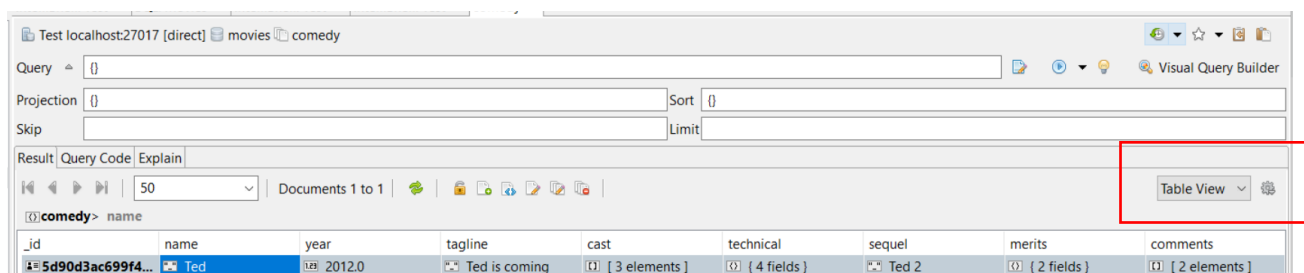 Test localhost:27017 [direct] movies comedy
Query {} Visual Query Builder
Projection {} Sort {}
Skip Limit
Result Query Code Explain
50 Documents 1 to 1 Table View
comedy> name
_id name year tagline cast technical sequel merits comments
5d90d3ac699f4... Ted 2012.0 Ted is coming [ 3 elements ] { 4 fields } Ted 2 { 2 fields } [ 2 elements ]